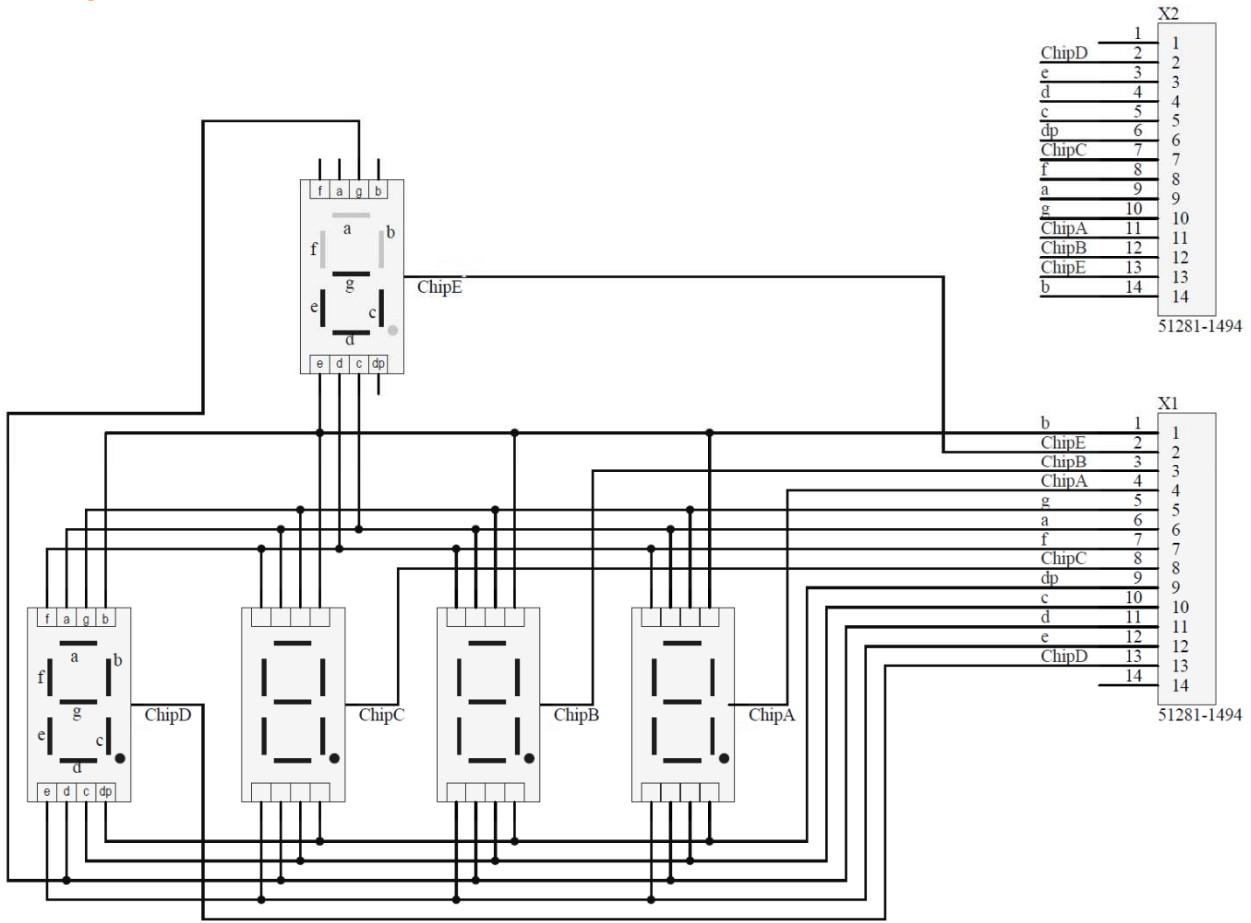 X2
1 1
ChipD 2 2
e 3 3
d 4 4
c 5 5
dp 6 6
ChipC 7 7
f 8 8
a 9 9
g 10 10
ChipA 11 11
ChipB 12 12
ChipE 13 13
b 14 14
51281-1494
f a g b
a
b
f
g
ChipE
e
c
d
e d c dp
X1
b 1 1
ChipE 2 2
ChipB 3 3
ChipA 4 4
g 5 5
a 6 6
f 7 7
ChipC 8 8
dp 9 9
c 10 10
d 11 11
e 12 12
ChipD 13 13
14 14
51281-1494
f a g b
a
b
f
g
e
c
d
e d c dp
ChipD
ChipC
ChipB
ChipA